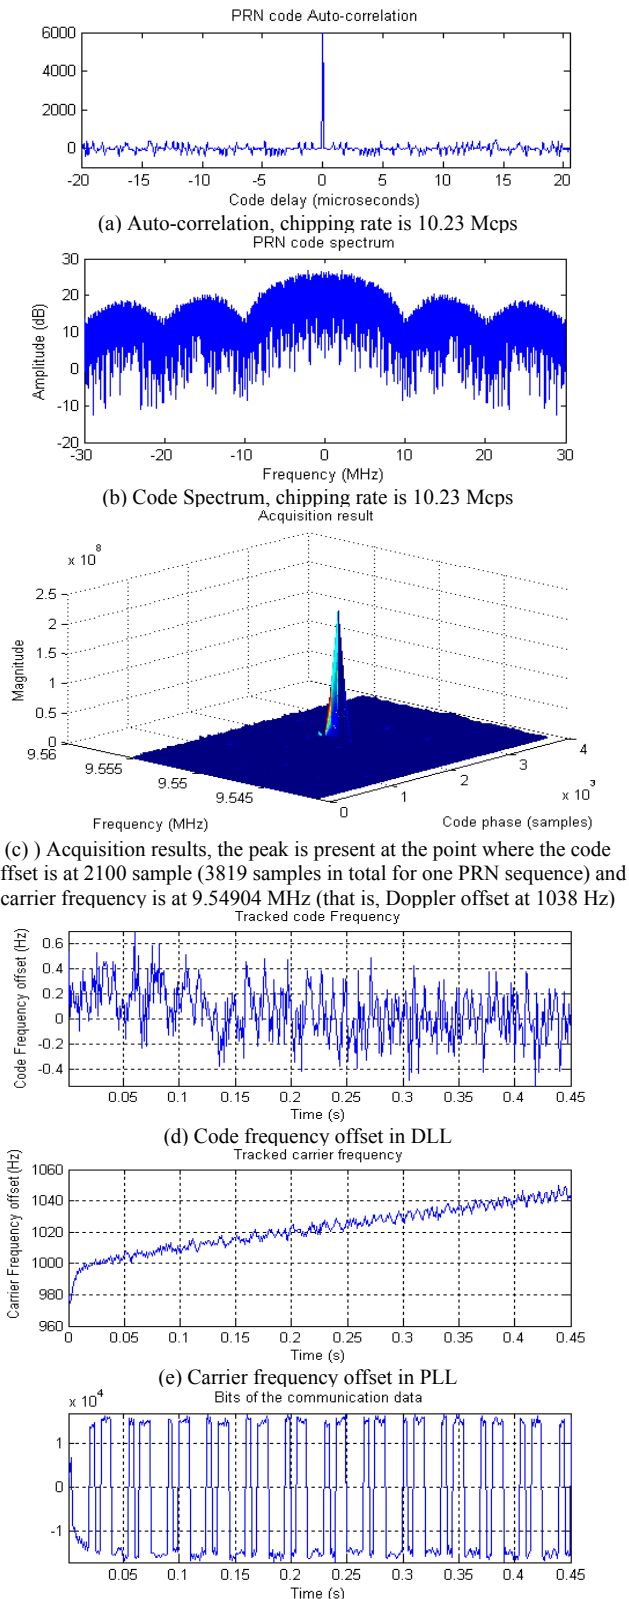 PRN code Auto-correlation
6000
4000
2000
0
-20 -15 -10 -5 0 5 10 15 20
Code delay (microseconds)
(a) Auto-correlation, chipping rate is 10.23 Mcps
PRN code spectrum
30
20
10
0
-10
-20
Amplitude (dB)
-30 -20 -10 0 10 20 30
Frequency (MHz)
(b) Code Spectrum, chipping rate is 10.23 Mcps
Acquisition result
x 10^8
2.5
2
1.5
1
0.5
0
Magnitude
9.56 9.555 9.55 9.545
Frequency (MHz)
0 1 2 3 4
x 10^3
Code phase (samples)
(c) ) Acquisition results, the peak is present at the point where the code
ffset is at 2100 sample (3819 samples in total for one PRN sequence) and
carrier frequency is at 9.54904 MHz (that is, Doppler offset at 1038 Hz)
Tracked code Frequency
0.6
0.4
0.2
0
-0.2
-0.4
Code Frequency offset (Hz)
0.05 0.1 0.15 0.2 0.25 0.3 0.35 0.4 0.45
Time (s)
(d) Code frequency offset in DLL
Tracked carrier frequency
1060
1040
1020
1000
980
960
Carrier Frequency offset (Hz)
0 0.05 0.1 0.15 0.2 0.25 0.3 0.35 0.4 0.45
Time (s)
(e) Carrier frequency offset in PLL
Bits of the communication data
x 10^4
1
0
-1
0.05 0.1 0.15 0.2 0.25 0.3 0.35 0.4 0.45
Time (s)